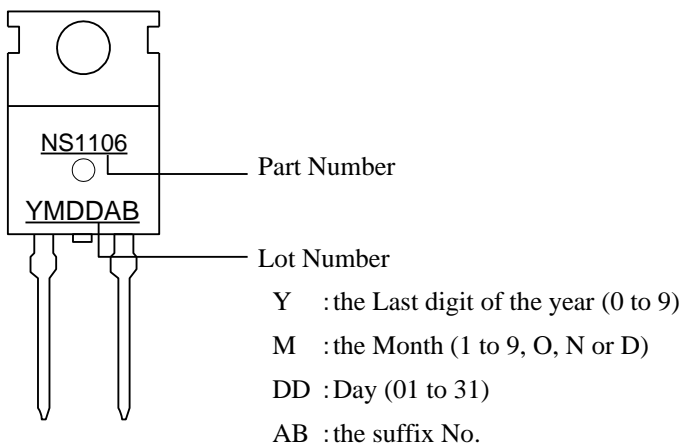 NS1106
Part Number
YMDDAB
Lot Number
Y : the Last digit of the year (0 to 9)
M : the Month (1 to 9, O, N or D)
DD : Day (01 to 31)
AB : the suffix No.